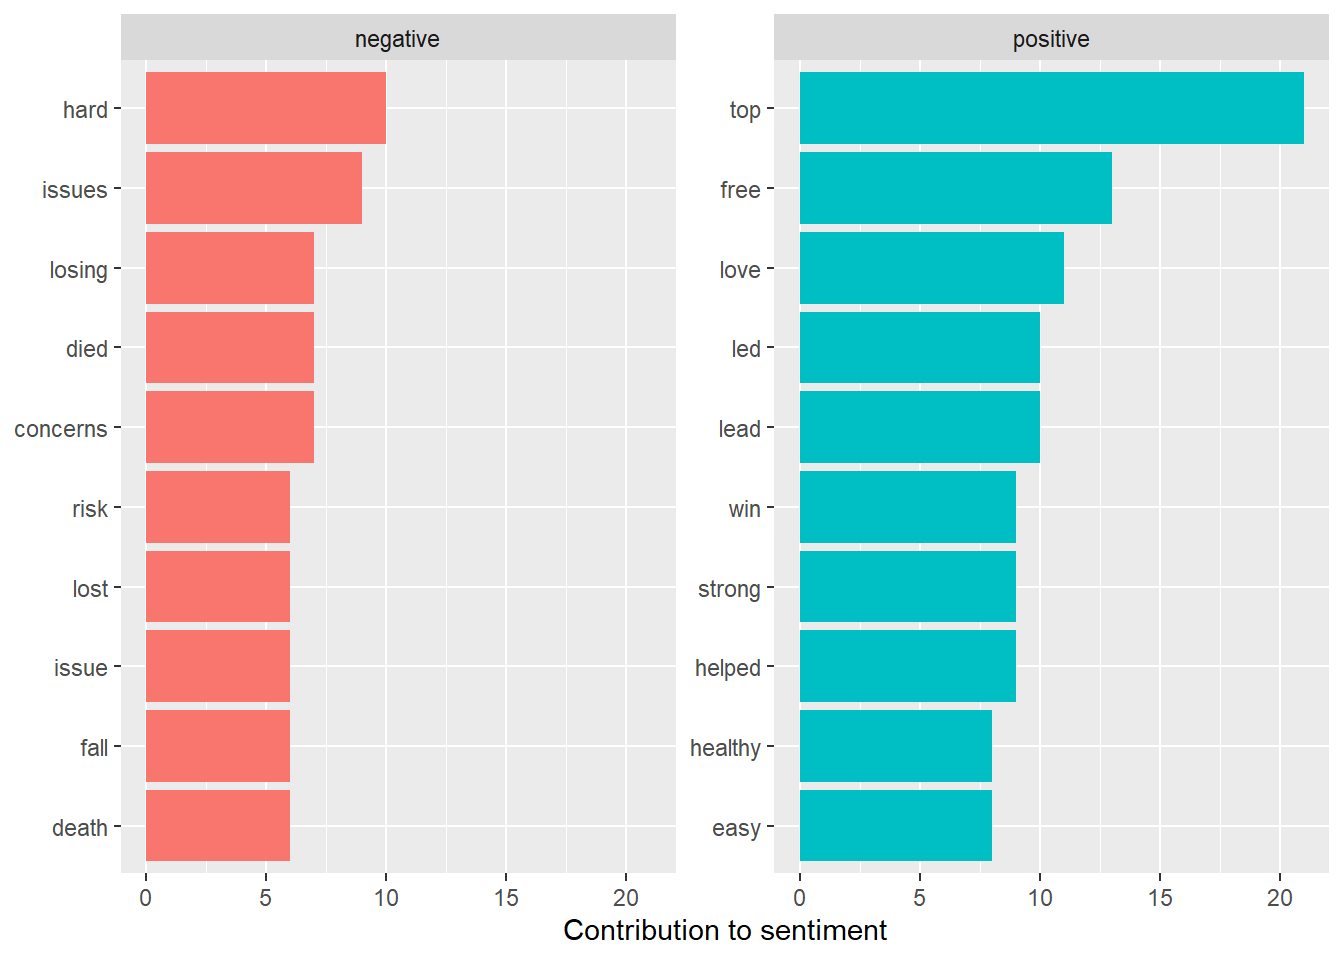 negative
hard
issues
losing
died
concerns
risk
lost
issue
fall
death
0 5 10 15 20
positive
top
free
love
led
lead
win
strong
helped
healthy
easy
0 5 10 15 20
Contribution to sentiment